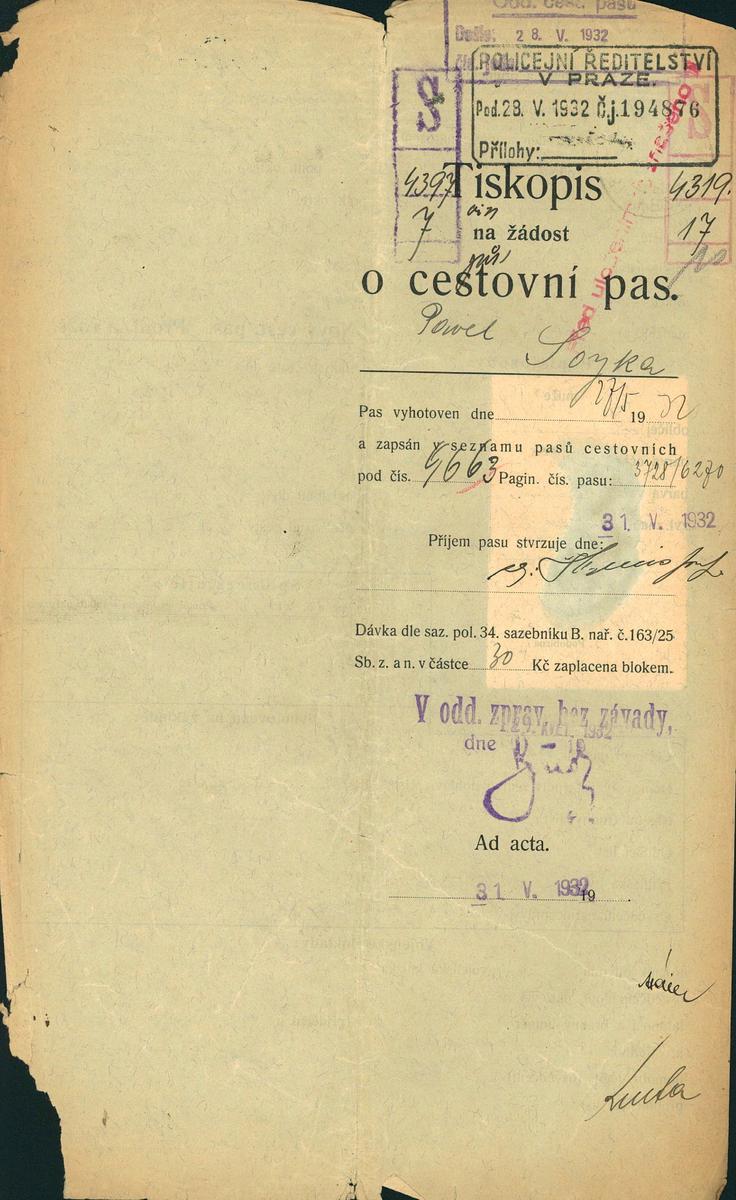 Odd. cest. pasů
Došlo: 28. V. 1932
POLICEJNÍ ŘEDITELSTVÍ
V PRAZE.
Pod. 28. V. 1932 Č.j. 194876
Přílohy:
S
S
4397
Tiskopis
4319.
7
na žádost
17
o cestovní pas.
Pavel Soyka
27/5
Pas vyhotoven dne 19 32
a zapsán v seznamu pasů cestovních
pod čís. 4663 Pagin. čís. pasu: 3728/6270
31. V. 1932
Příjem pasu stvrzuje dne:
Dávka dle saz. pol. 34. sazebníku B. nař. č. 163/25
Sb. z. a n. v částce 30 Kč zaplacena blokem.
V odd. zpráv. bez závady,
dne
Ad acta.
31. V. 1932 19